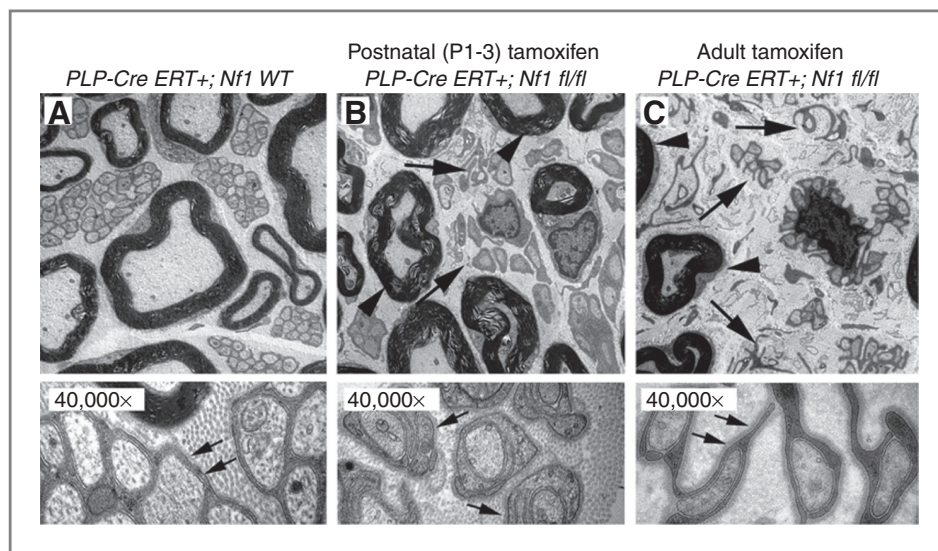 PLP-Cre ERT+; Nf1 WT
Postnatal (P1-3) tamoxifen
PLP-Cre ERT+; Nf1 fl/fl
Adult tamoxifen
PLP-Cre ERT+; Nf1 fl/fl
A
B
C
40,000×
40,000×
40,000×